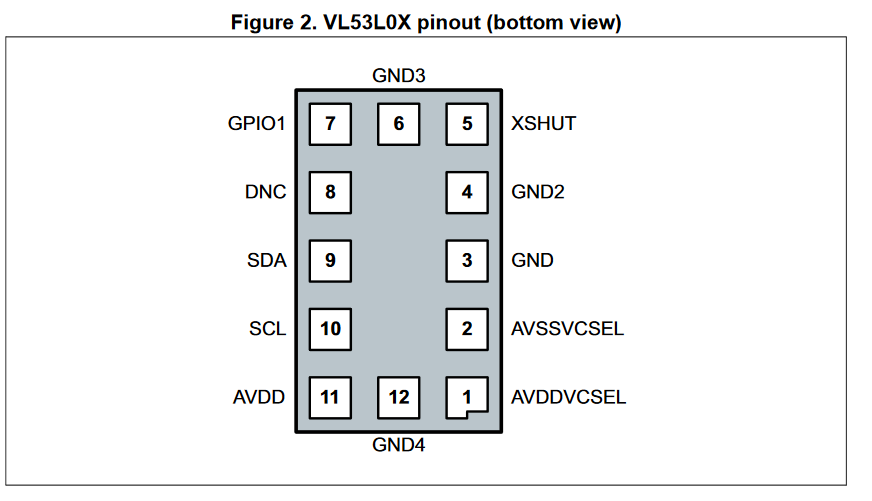 Figure 2. VL53L0X pinout (bottom view)
GND3
GPIO1 7 6 5 XSHUT
DNC 8 4 GND2
SDA 9 3 GND
SCL 10 2 AVSSVCSEL
AVDD 11 12 1 AVDDVCSEL
GND4